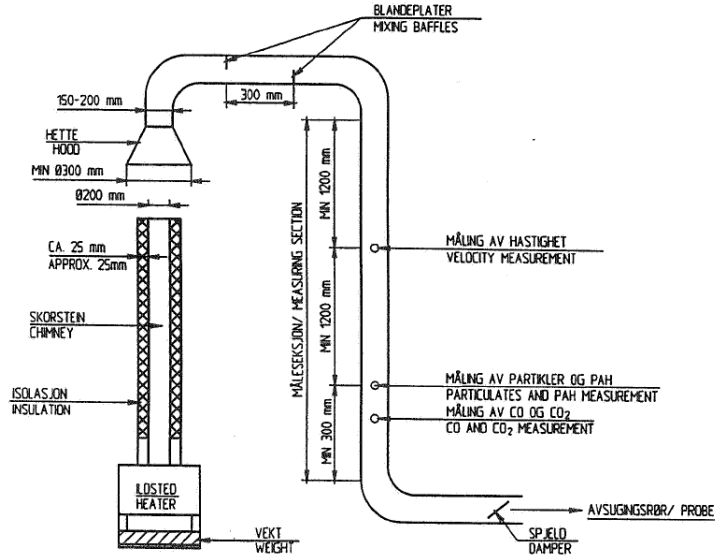 BLANDEPLATER
MIXING BAFFLES
150-200 mm
300 mm
HETTE
HOOD
MIN Ø300 mm
Ø200 mm
MIN 1200 mm
MÅLESEKSJON/ MEASURING SECTION
CA. 25 mm
APPROX. 25mm
MÅLING AV HASTIGHET
VELOCITY MEASUREMENT
MIN 1200 mm
SKORSTEIN
CHIMNEY
MÅLING AV PARTIKLER OG PAH
PARTICULATES AND PAH MEASUREMENT
MÅLING AV CO OG CO₂
CO AND CO₂ MEASUREMENT
ISOLASJON
INSULATION
MIN 300 mm
ILDSTED
HEATER
AVSUGINGSRØR/ PROBE
VEKT
WEIGHT
SPJELD
DAMPER